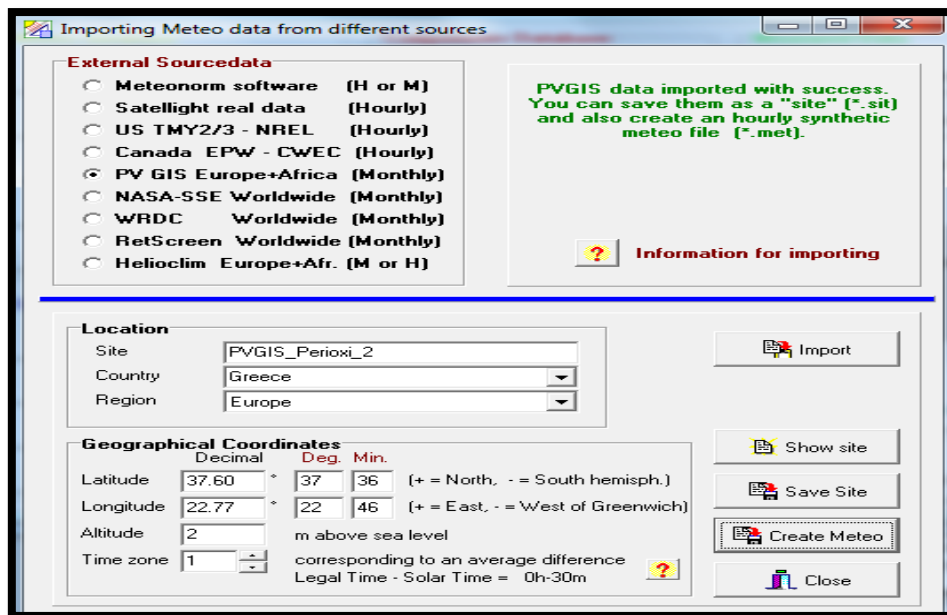 Importing Meteo data from different sources
External Sourcedata
Meteonorm software (H or M)
Satellight real data (Hourly)
US TMY2/3 - NREL (Hourly)
Canada EPW - CWEC (Hourly)
PV GIS Europe+Africa (Monthly)
NASA-SSE Worldwide (Monthly)
WRDC Worldwide (Monthly)
RetScreen Worldwide (Monthly)
Helioclim Europe+Afr. (M or H)
PVGIS data imported with success.
You can save them as a "site" (*.sit)
and also create an hourly synthetic
meteo file (*.met).
? Information for importing
Location
Site PVGIS_Perioxi_2
Country Greece
Region Europe
Import
Geographical Coordinates
Decimal Deg. Min.
Latitude 37.60 ° 37 36 (+ = North, - = South hemisph.)
Longitude 22.77 ° 22 46 (+ = East, - = West of Greenwich)
Altitude 2 m above sea level
Time zone 1 corresponding to an average difference
Legal Time - Solar Time = 0h-30m ?
Show site
Save Site
Create Meteo
Close